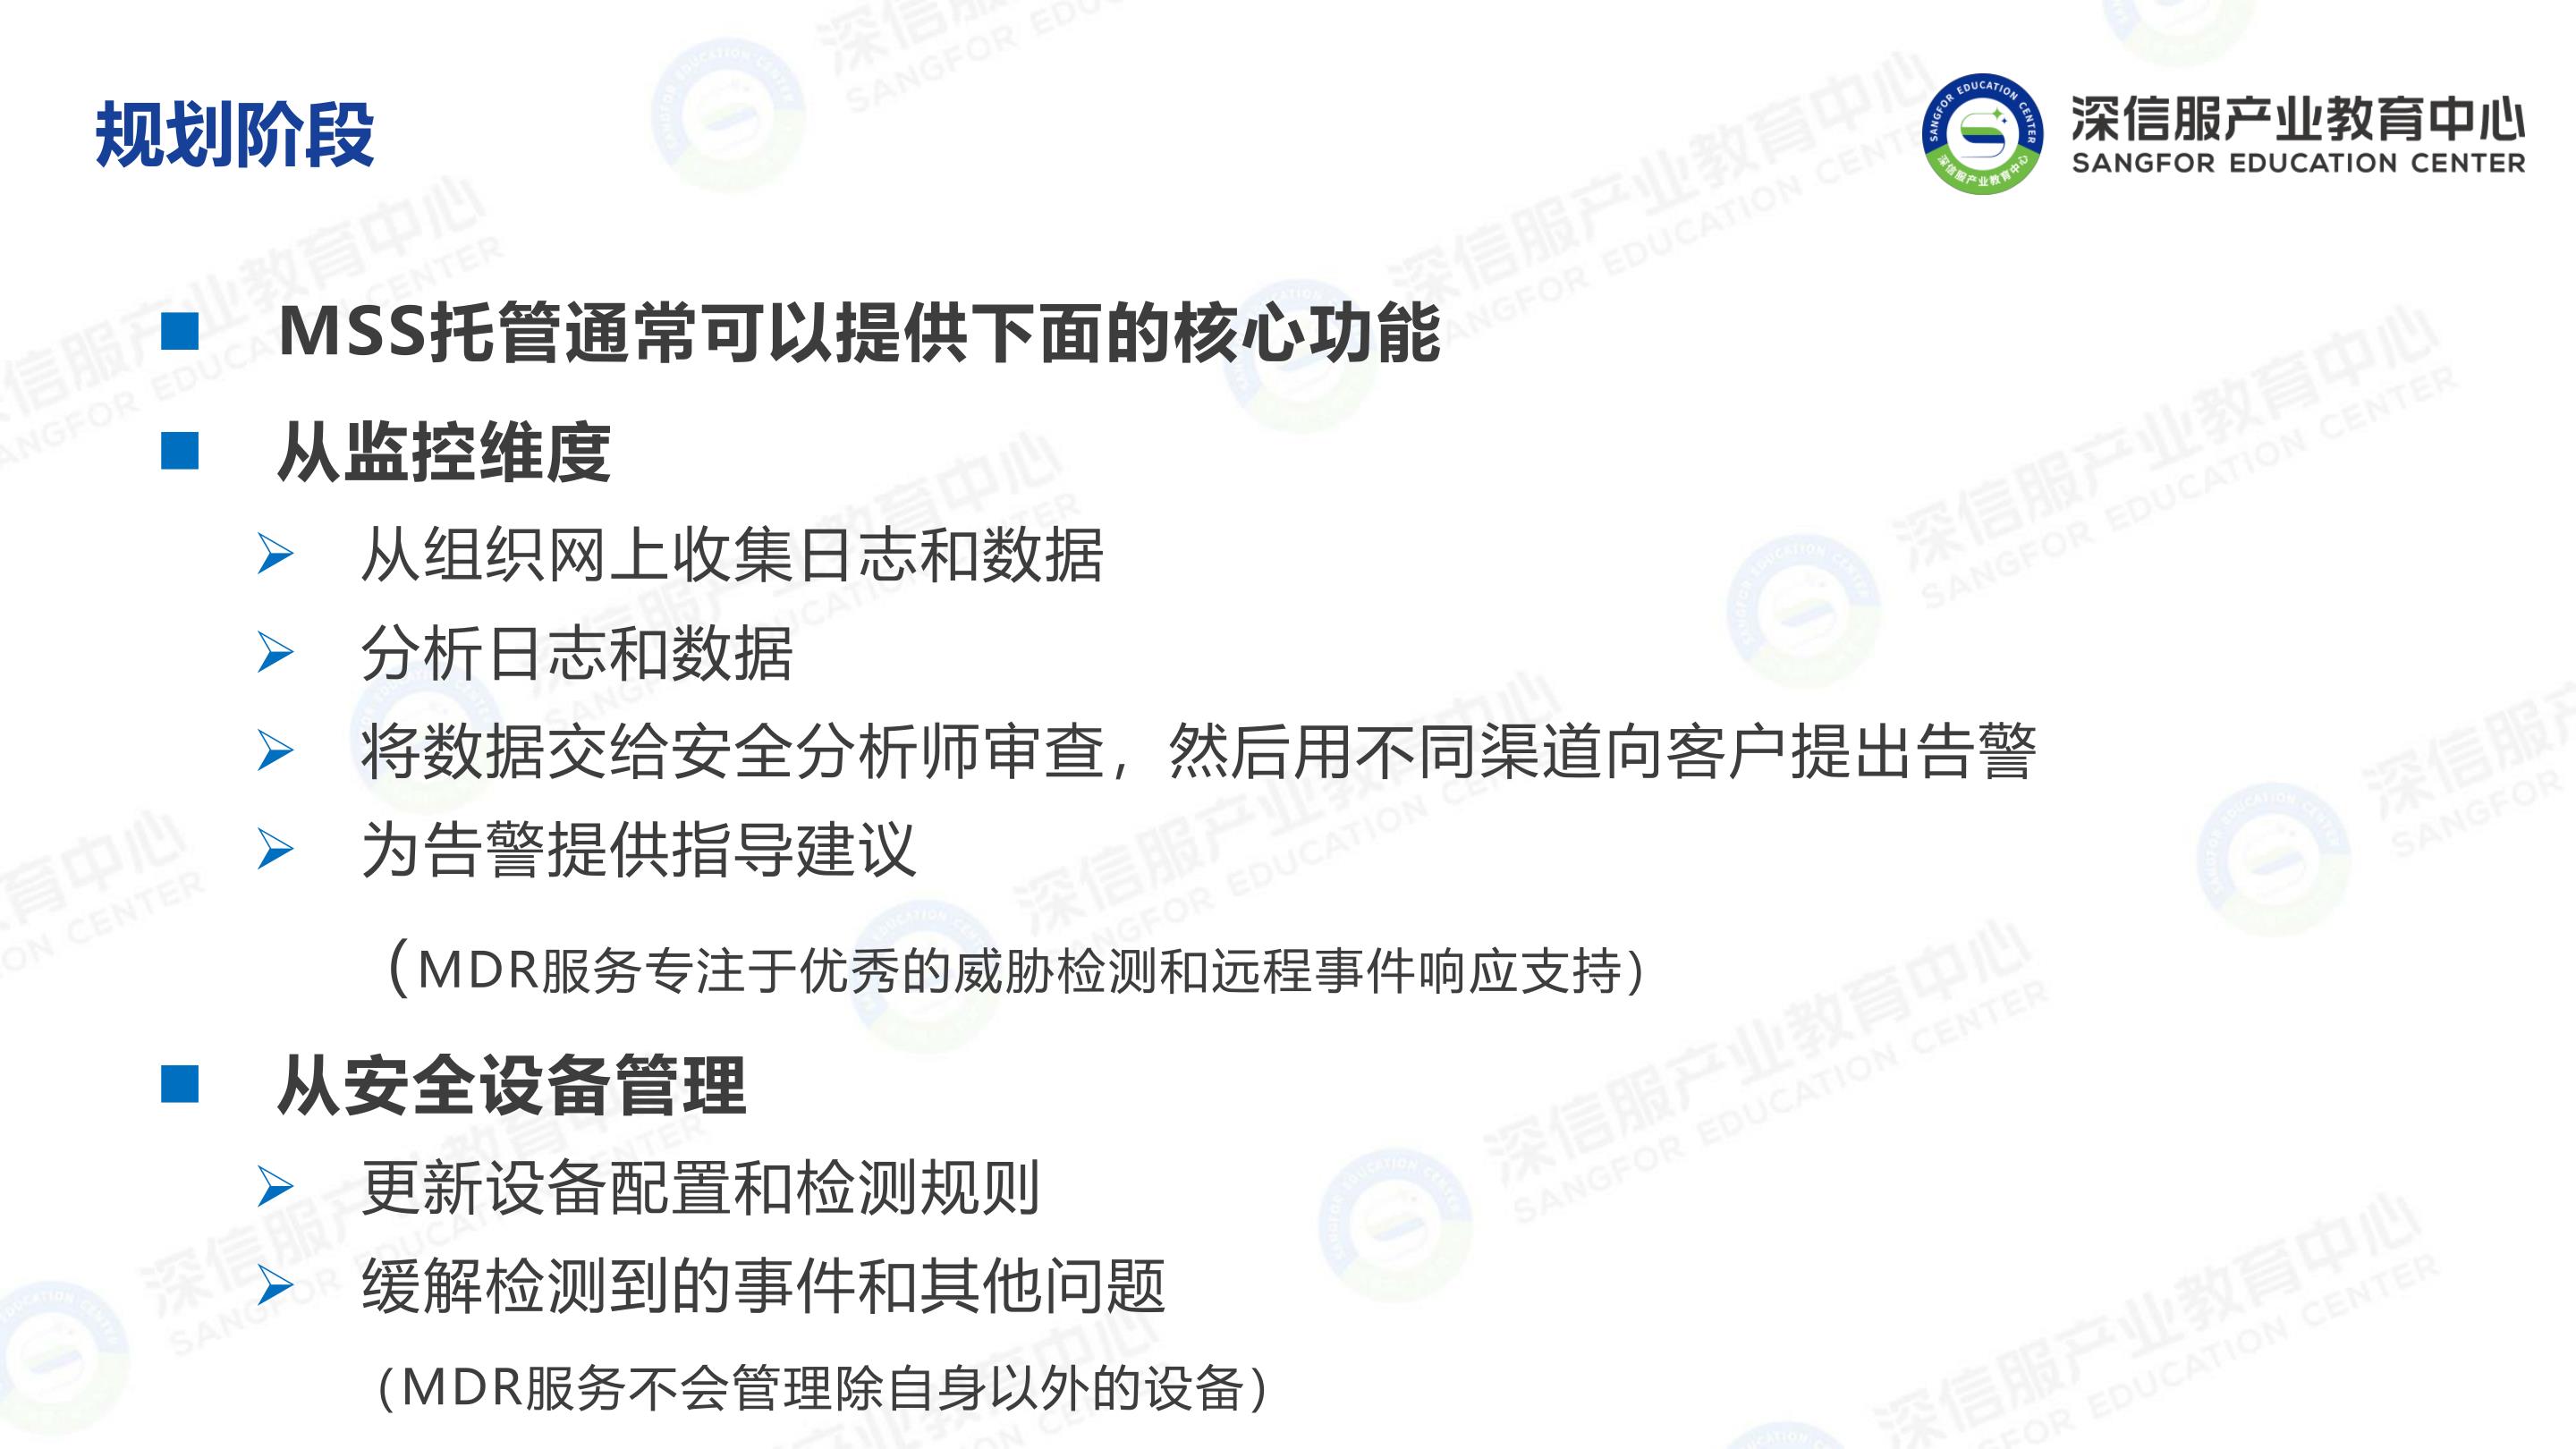 规划阶段
深信服产业教育中心
SANGFOR EDUCATION CENTER
MSS托管通常可以提供下面的核心功能
从监控维度
从组织网上收集日志和数据
分析日志和数据
将数据交给安全分析师审查，然后用不同渠道向客户提出告警
为告警提供指导建议
（MDR服务专注于优秀的威胁检测和远程事件响应支持）
从安全设备管理
更新设备配置和检测规则
缓解检测到的事件和其他问题
（MDR服务不会管理除自身以外的设备）